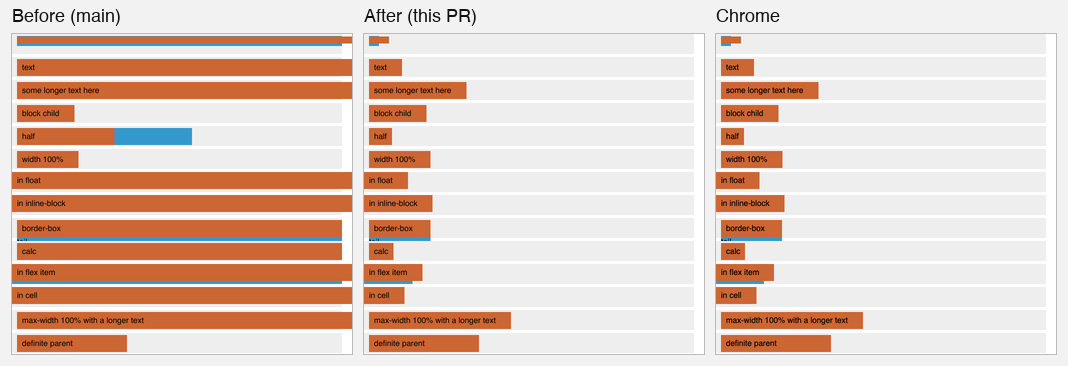 Before (main)
After (this PR)
Chrome
text
some longer text here
block child
half
width 100%
in float
in inline-block
border-box
calc
in flex item
in cell
max-width 100% with a longer text
definite parent
text
some longer text here
block child
half
width 100%
in float
in inline-block
border-box
calc
in flex item
in cell
max-width 100% with a longer text
definite parent
text
some longer text here
block child
half
width 100%
in float
in inline-block
border-box
calc
in flex item
in cell
max-width 100% with a longer text
definite parent